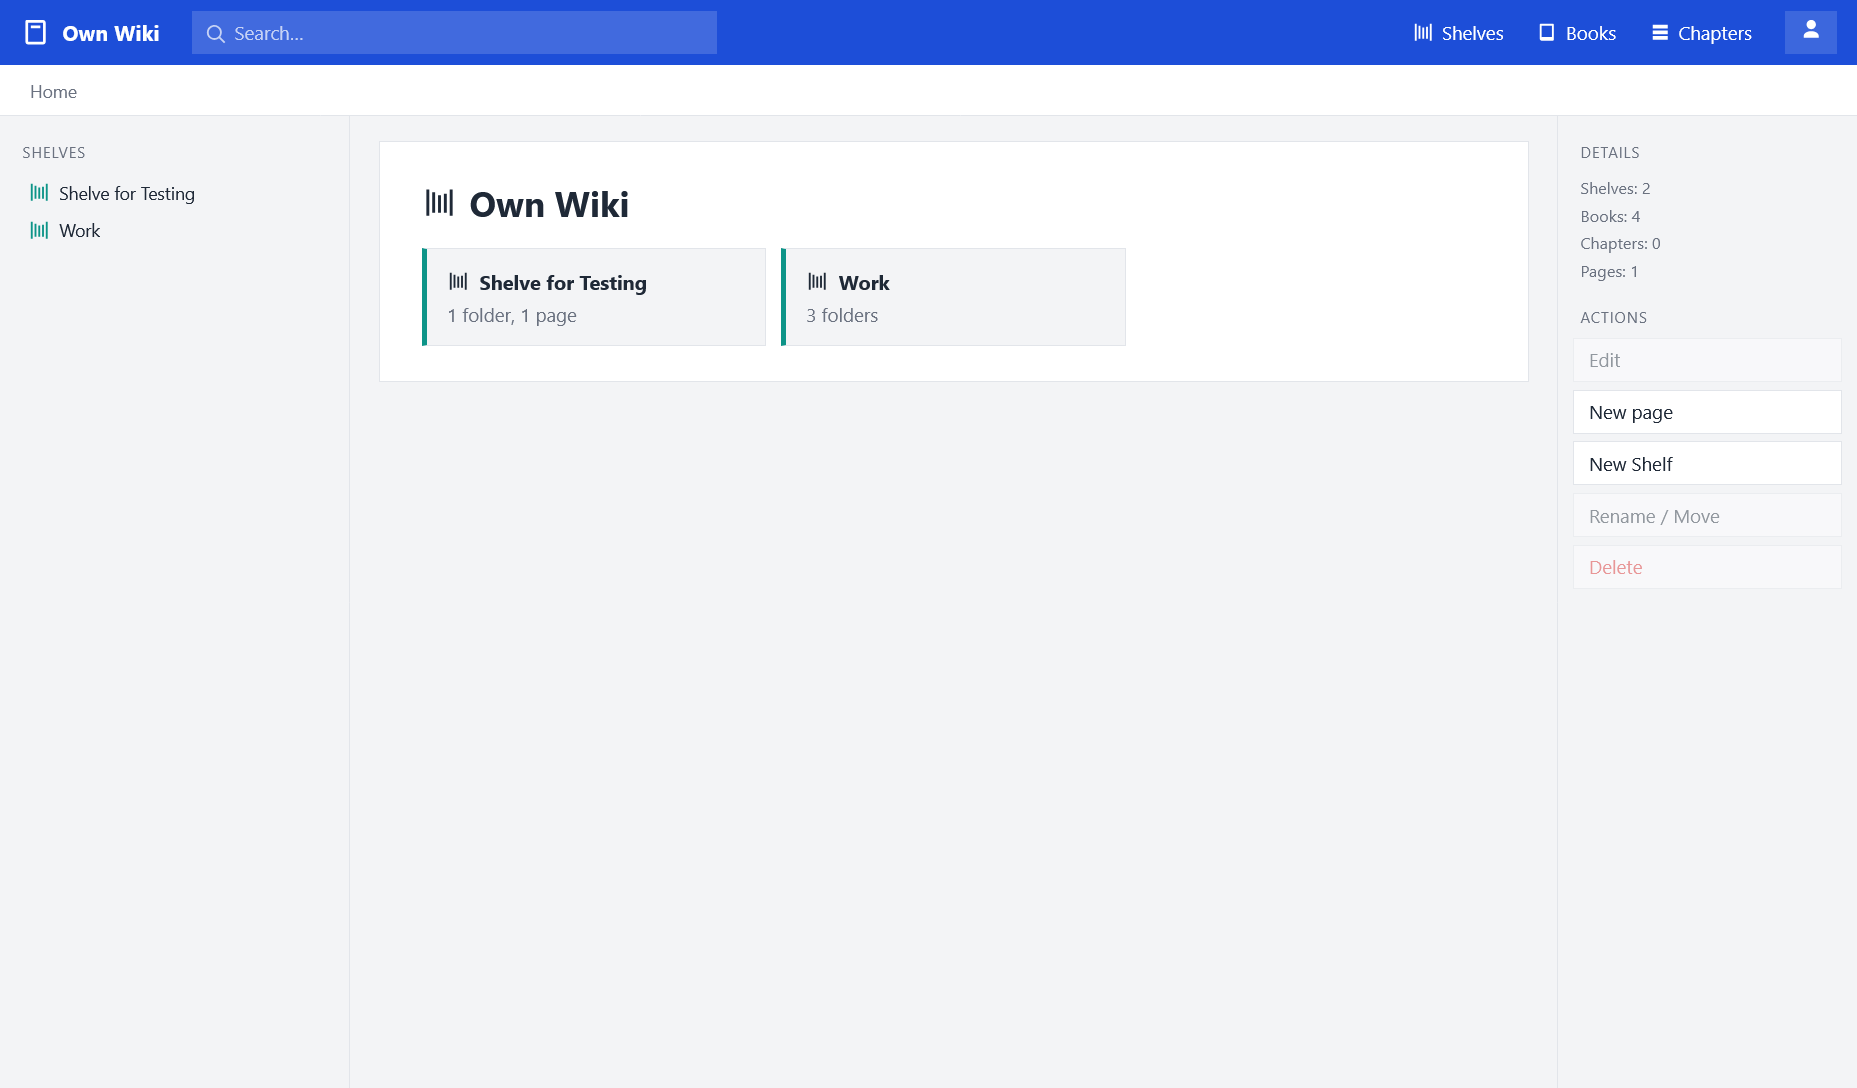 Own Wiki
Search...
Shelves
Books
Chapters
Home
SHELVES
Shelve for Testing
Work
Own Wiki
Shelve for Testing
1 folder, 1 page
Work
3 folders
DETAILS
Shelves: 2
Books: 4
Chapters: 0
Pages: 1
ACTIONS
Edit
New page
New Shelf
Rename / Move
Delete